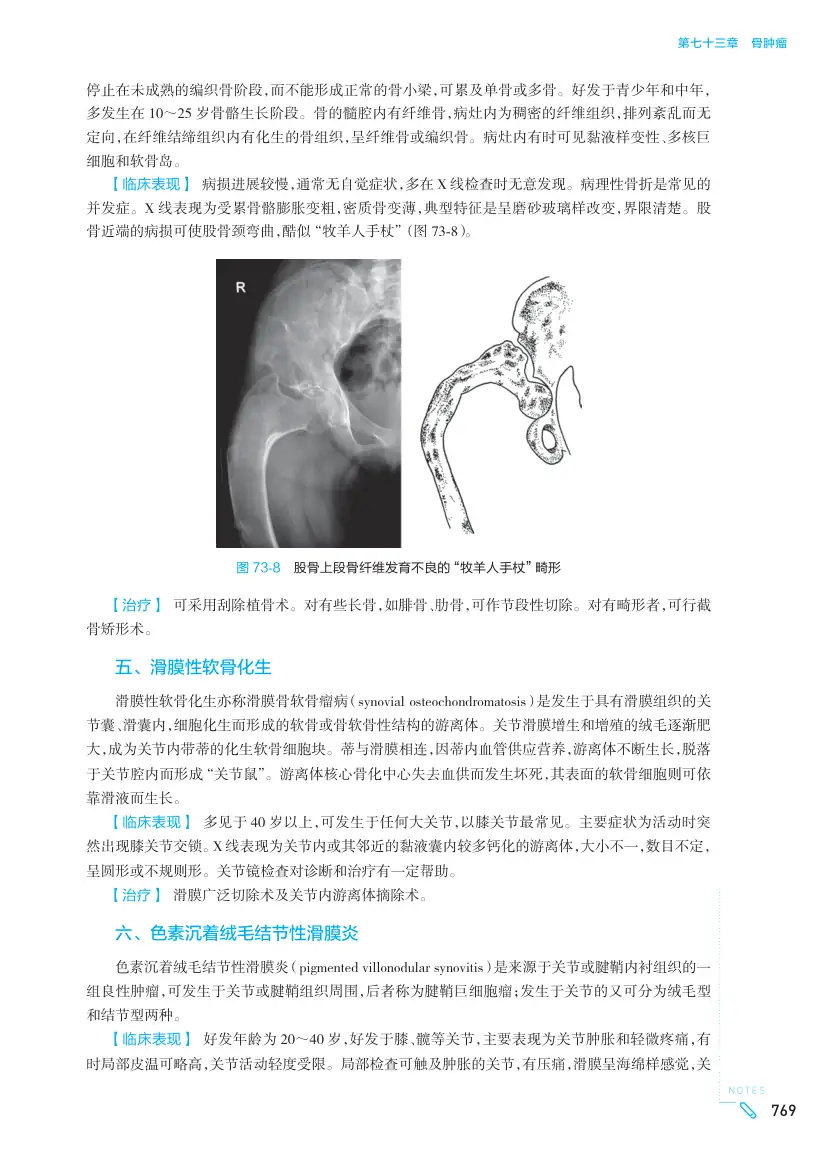 第七十三章 骨肿瘤
停止在未成熟的编织骨阶段,而不能形成正常的骨小梁,可累及单骨或多骨。好发于青少年和中年,
多发生在 10～25 岁骨骼生长阶段。骨的髓腔内有纤维骨,病灶内为稠密的纤维组织,排列紊乱而无
定向,在纤维结缔组织内有化生的骨组织,呈纤维骨或编织骨。病灶内有时可见黏液样变性、多核巨
细胞和软骨岛。
【临床表现】 病损进展较慢,通常无自觉症状,多在 X 线检查时无意发现。病理性骨折是常见的
并发症。X 线表现为受累骨骼膨胀变粗,密质骨变薄,典型特征是呈磨砂玻璃样改变,界限清楚。股
骨近端的病损可使股骨颈弯曲,酷似“牧羊人手杖”(图 73-8)。
R
图 73-8 股骨上段骨纤维发育不良的“牧羊人手杖”畸形
【治疗】 可采用刮除植骨术。对有些长骨,如腓骨、肋骨,可作节段性切除。对有畸形者,可行截
骨矫形术。
五、滑膜性软骨化生
滑膜性软骨化生亦称滑膜骨软骨瘤病(synovial osteochondromatosis)是发生于具有滑膜组织的关
节囊、滑囊内,细胞化生而形成的软骨或骨软骨性结构的游离体。关节滑膜增生和增殖的绒毛逐渐肥
大,成为关节内带蒂的化生软骨细胞块。蒂与滑膜相连,因蒂内血管供应营养,游离体不断生长,脱落
于关节腔内而形成“关节鼠”。游离体核心骨化中心失去血供而发生坏死,其表面的软骨细胞则可依
靠滑液而生长。
【临床表现】 多见于 40 岁以上,可发生于任何大关节,以膝关节最常见。主要症状为活动时突
然出现膝关节交锁。X 线表现为关节内或其邻近的黏液囊内较多钙化的游离体,大小不一,数目不定,
呈圆形或不规则形。关节镜检查对诊断和治疗有一定帮助。
【治疗】 滑膜广泛切除术及关节内游离体摘除术。
六、色素沉着绒毛结节性滑膜炎
色素沉着绒毛结节性滑膜炎(pigmented villonodular synovitis)是来源于关节或腱鞘内衬组织的一
组良性肿瘤,可发生于关节或腱鞘组织周围,后者称为腱鞘巨细胞瘤;发生于关节的又可分为绒毛型
和结节型两种。
【临床表现】 好发年龄为 20～40 岁,好发于膝、髋等关节,主要表现为关节肿胀和轻微疼痛,有
时局部皮温可略高,关节活动轻度受限。局部检查可触及肿胀的关节,有压痛,滑膜呈海绵样感觉,关
NOTES
769